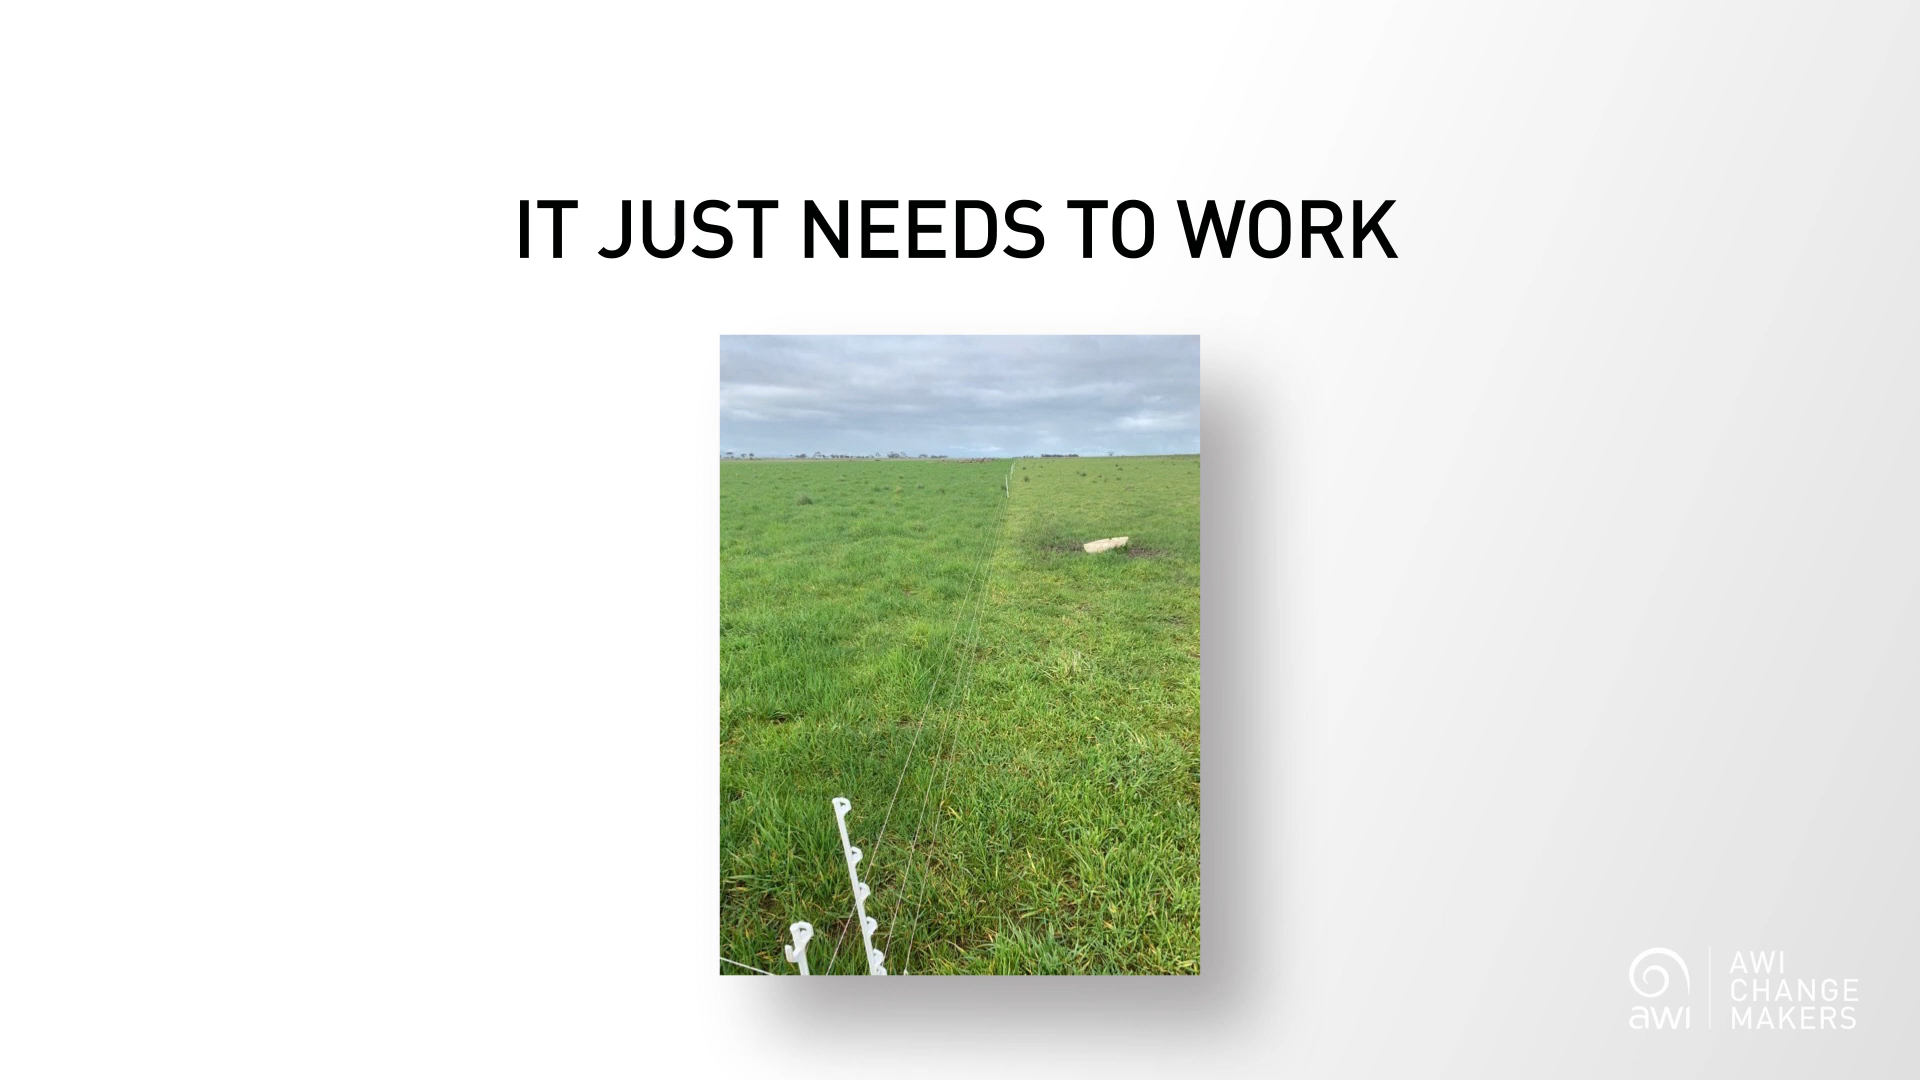 IT JUST NEEDS TO WORK
awi
AWI
CHANGE
MAKERS